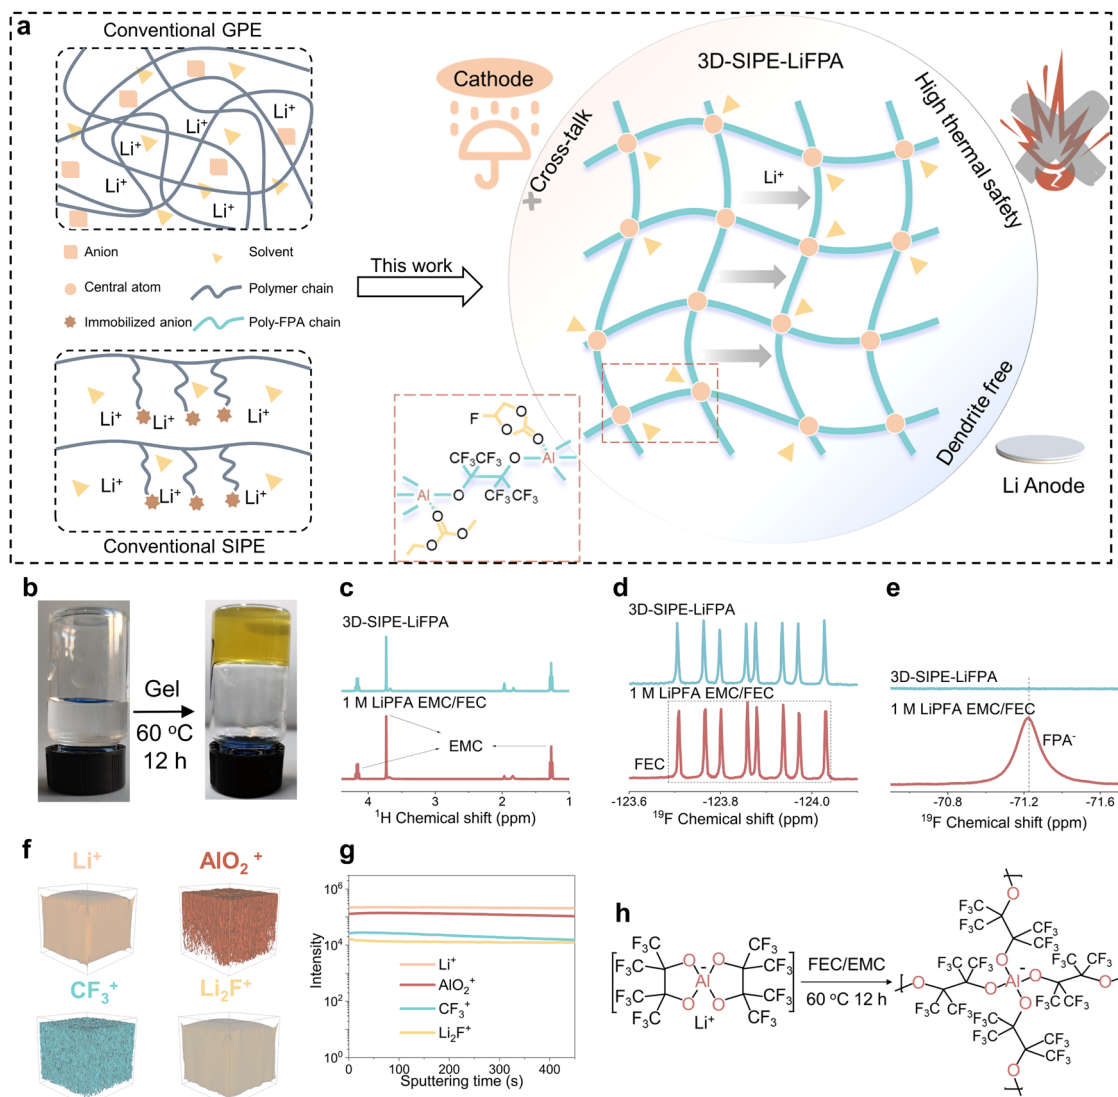 a
Conventional GPE
Li⁺
Li⁺
Li⁺
Li⁺
Li⁺
Li⁺
Anion
Solvent
Central atom
Polymer chain
Immobilized anion
Poly-FPA chain
Li⁺
Li⁺
Li⁺
Li⁺
Li⁺
Li⁺
Conventional SIPE
This work
Cathode
Cross-talk
3D-SIPE-LiFPA
High thermal safety
Li⁺
Dendrite free
Li Anode
F
O
O
O
CF₃CF₃
O
Al
Al
O
CF₃CF₃
O
O
O
b
Gel
60 ºC
12 h
c
3D-SIPE-LiFPA
1 M LiPFA EMC/FEC
EMC
4
3
2
1
¹H Chemical shift (ppm)
d
3D-SIPE-LiFPA
1 M LiPFA EMC/FEC
FEC
-123.6
-123.8
-124.0
¹⁹F Chemical shift (ppm)
e
3D-SIPE-LiFPA
1 M LiPFA EMC/FEC
FPA⁻
-70.8
-71.2
-71.6
¹⁹F Chemical shift (ppm)
f
Li⁺
AlO₂⁺
CF₃⁺
Li₂F⁺
g
10⁶
10⁴
10²
10⁰
Intensity
Li⁺
AlO₂⁺
CF₃⁺
Li₂F⁺
0
100
200
300
400
Sputtering time (s)
h
F₃C
CF₃
F₃C
O
O
CF₃
Al
-
F₃C
O
O
CF₃
F₃C
CF₃
Li⁺
FEC/EMC
60 ºC 12 h
O
F₃C
CF₃
F₃C
CF₃
F₃C
CF₃
O
CF₃
O
O
Al
-
O
O
F₃C
CF₃
O
CF₃
F₃C
CF₃
F₃C
CF₃
O